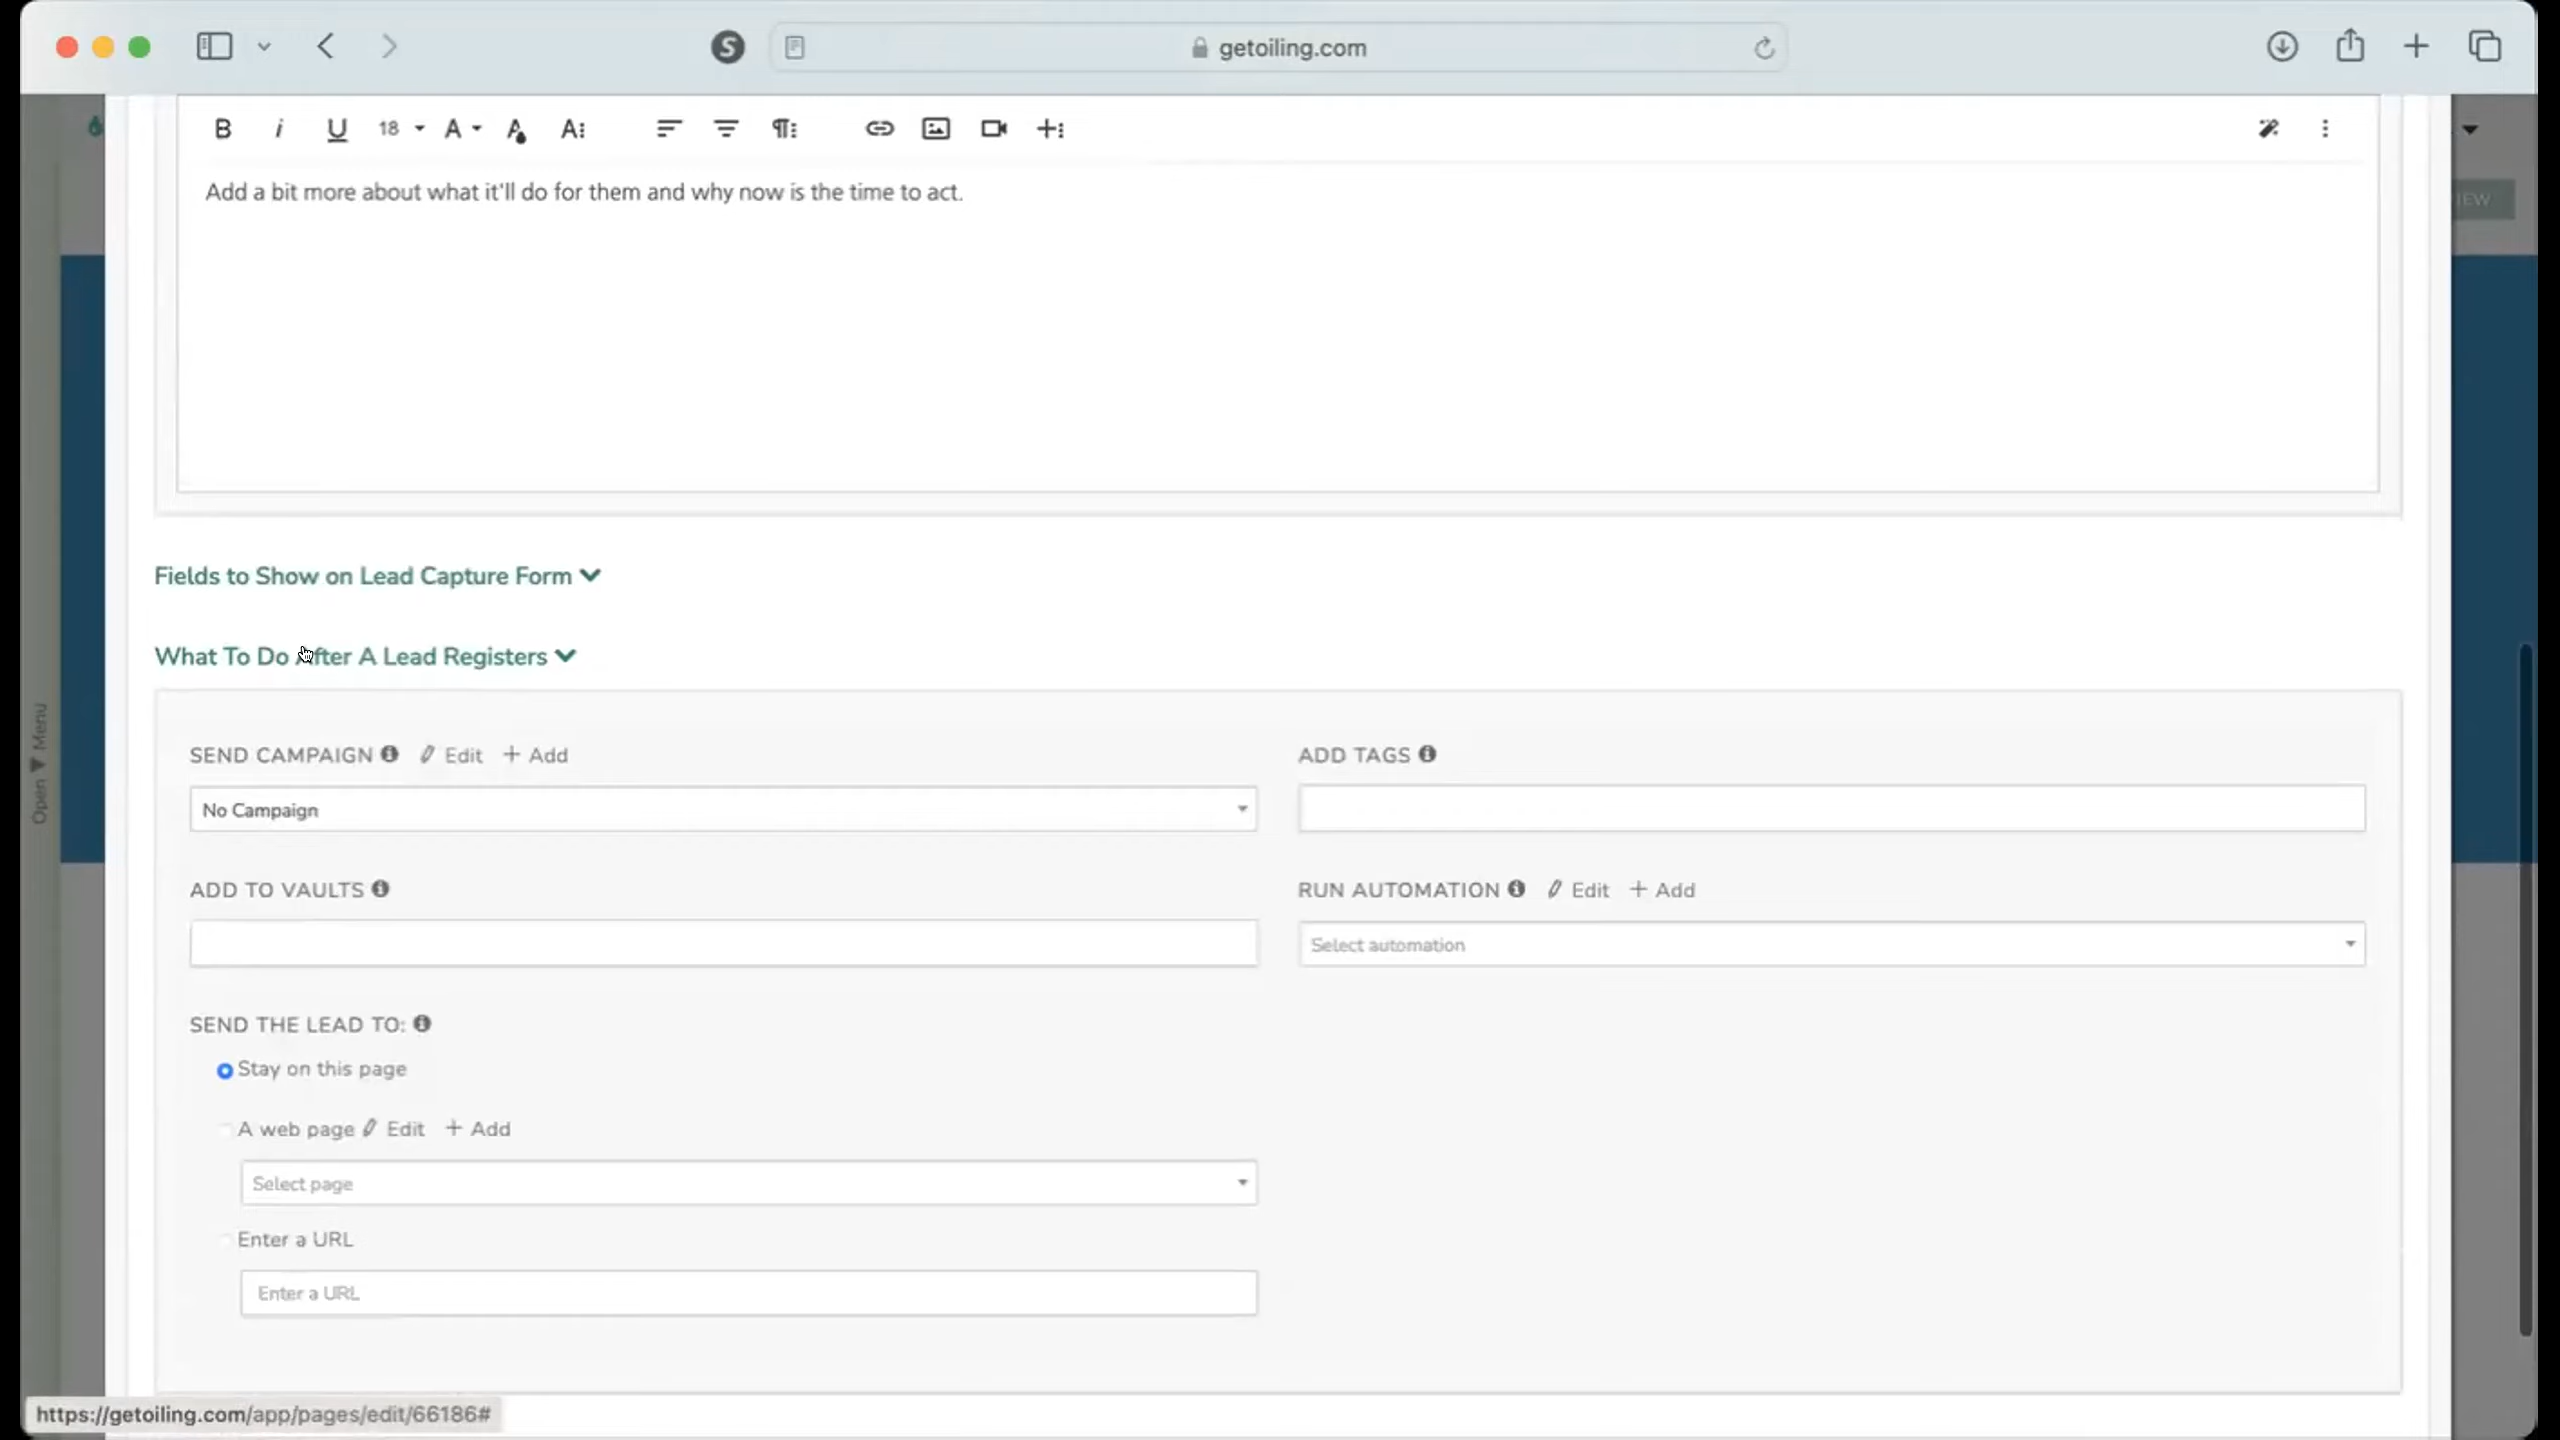 getoiling.com
B i U 18 A A A
Add a bit more about what it'll do for them and why now is the time to act.
IEW
Fields to Show on Lead Capture Form
What To Do After A Lead Registers
Open ▼ Menu
SEND CAMPAIGN Edit + Add
No Campaign
ADD TAGS
ADD TO VAULTS
RUN AUTOMATION Edit + Add
Select automation
SEND THE LEAD TO:
Stay on this page
A web page Edit + Add
Select page
Enter a URL
Enter a URL
https://getoiling.com/app/pages/edit/66186#